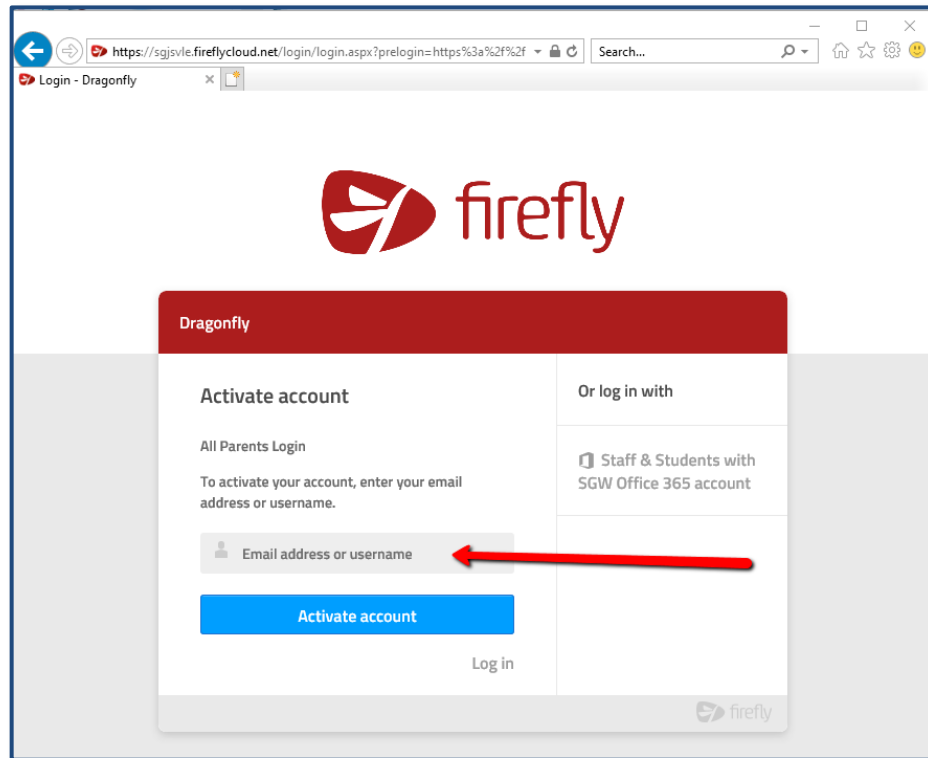 https://sgjsvle.fireflycloud.net/login/login.aspx?prelogin=https%3a%2f%2f
Search...
Login - Dragonfly
firefly
Dragonfly
Activate account
All Parents Login
To activate your account, enter your email
address or username.
Email address or username
Activate account
Log in
Or log in with
Staff & Students with
SGW Office 365 account
firefly